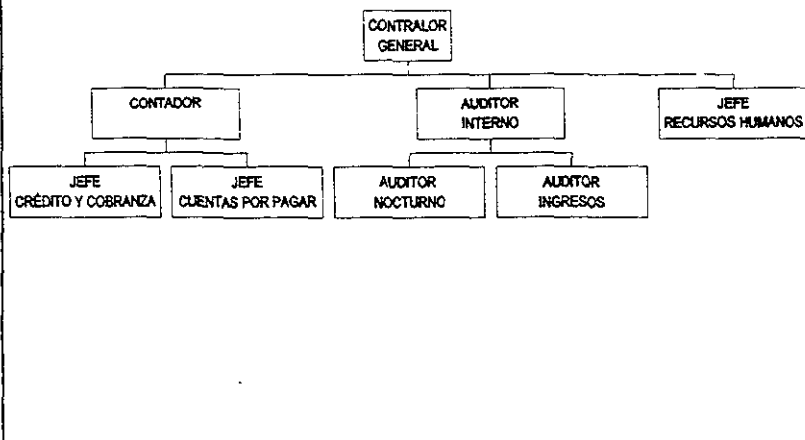 CONTRALOR
GENERAL
CONTADOR
AUDITOR
INTERNO
JEFE
RECURSOS HUMANOS
JEFE
CRÉDITO Y COBRANZA
JEFE
CUENTAS POR PAGAR
AUDITOR
NOCTURNO
AUDITOR
INGRESOS